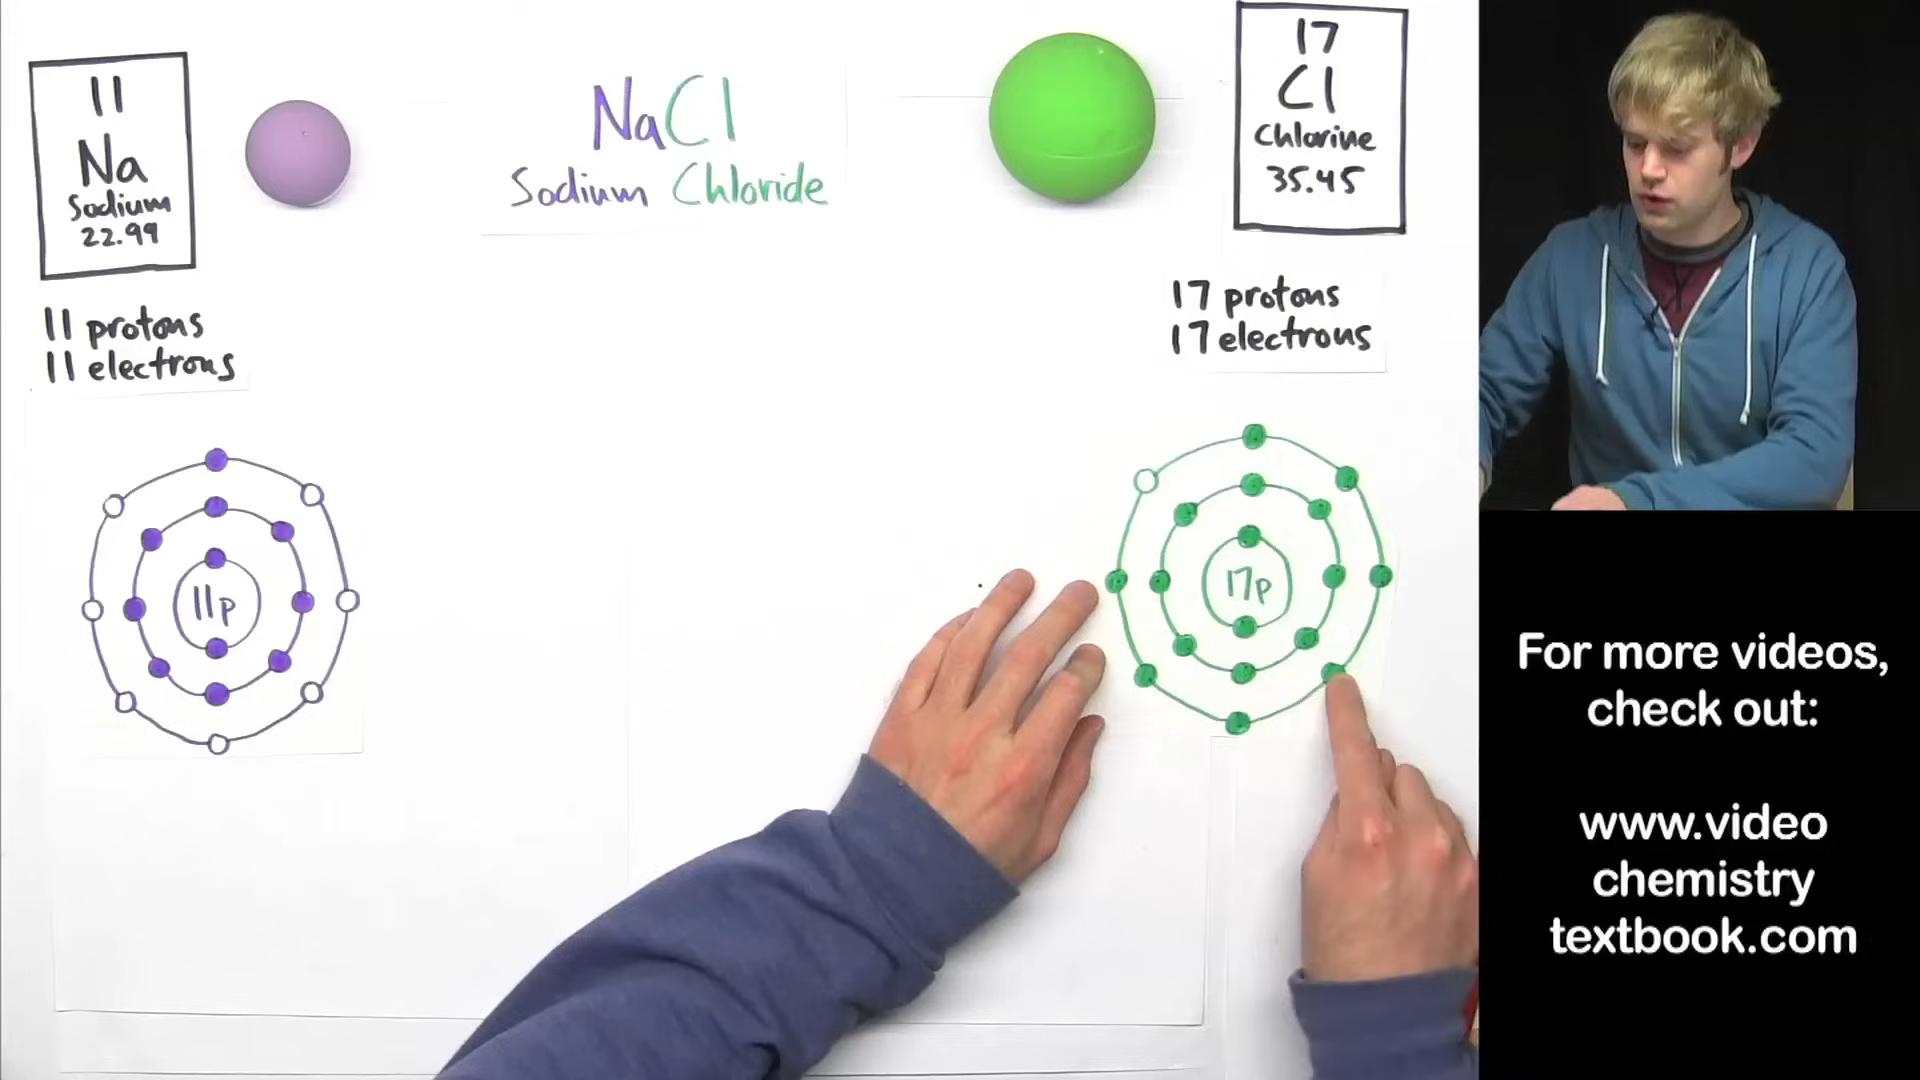 11
Na
Sodium
22.99
NaCl
Sodium Chloride
17
Cl
Chlorine
35.45
11 protons
11 electrons
17 protons
17 electrons
11p
17p
For more videos,
check out:
www.video
chemistry
textbook.com